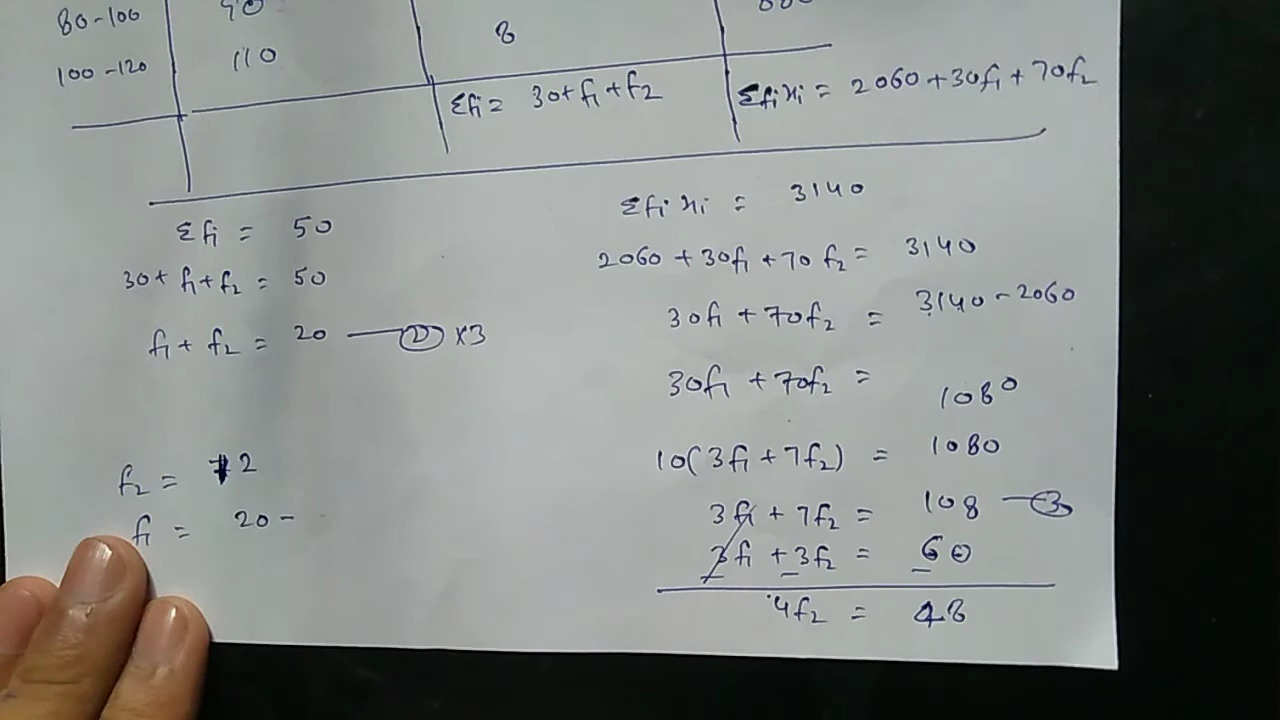 80-100 90
100-120 110 8
Σfi = 30+f1+f2 Σfixi = 2060+30f1+70f2
Σfi = 50
30+f1+f2 = 50
f1+f2 = 20 — ② ×3
f2 = 12
f1 = 20-
Σfixi = 3140
2060+30f1+70f2 = 3140
30f1+70f2 = 3140-2060
30f1+70f2 = 1080
10(3f1+7f2) = 1080
3f1+7f2 = 108 — ③
3f1+3f2 = 60
4f2 = 48